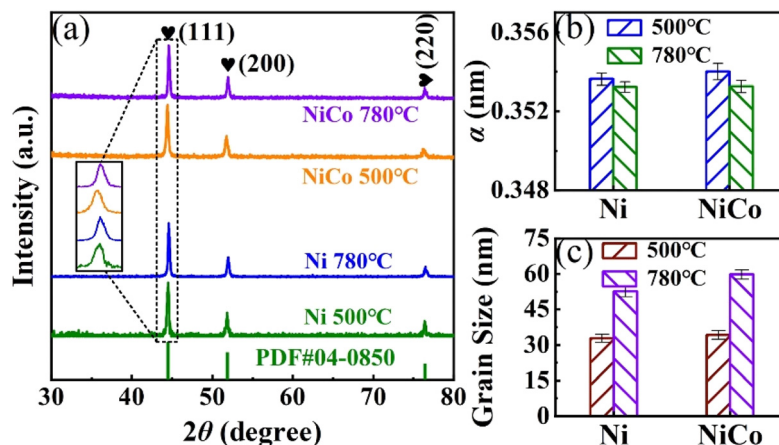 (a)
♥(111)
♥(200)
♥(220)
NiCo 780℃
NiCo 500℃
Ni 780℃
Ni 500℃
PDF#04-0850
Intensity (a.u.)
30 40 50 60 70 80
2θ (degree)
(b)
500℃
780℃
α (nm)
0.356
0.352
0.348
Ni NiCo
(c)
500℃
780℃
Grain Size (nm)
75
60
45
30
15
0
Ni NiCo